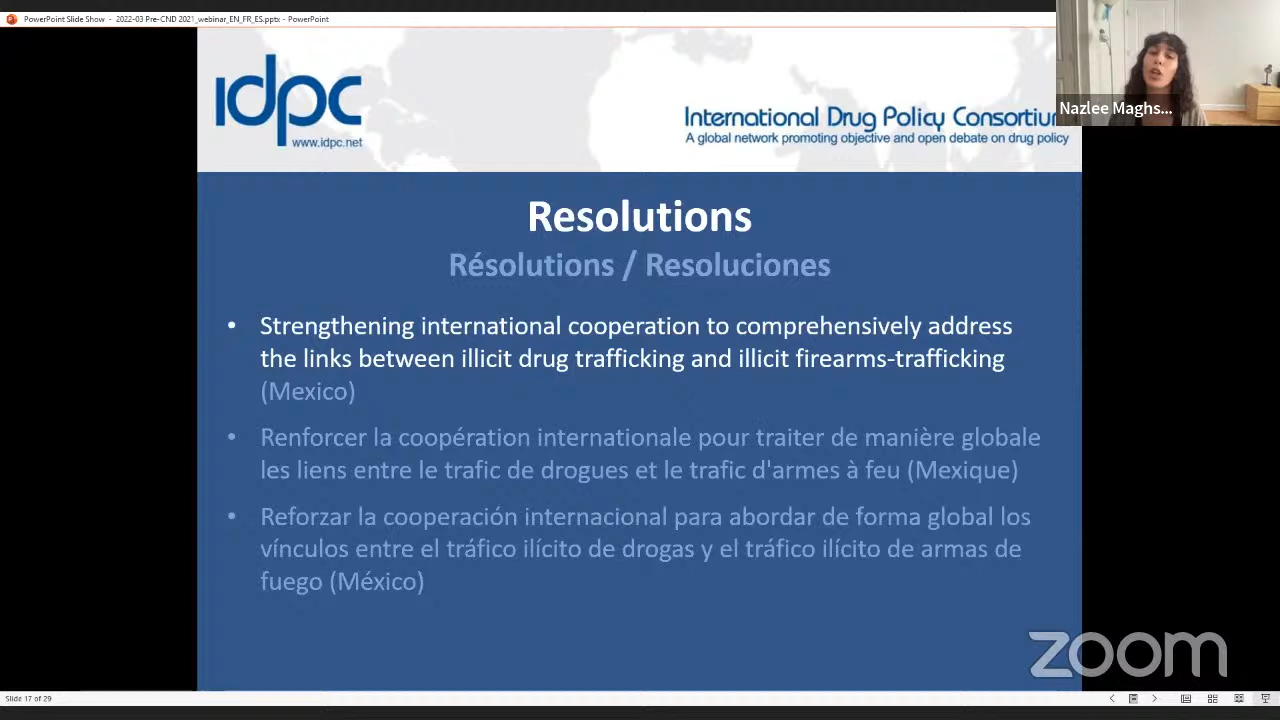 PowerPoint Slide Show - 2022-03 Pre-CND 2021_webinar_EN_FR_ES.pptx - PowerPoint
idpc
www.idpc.net
International Drug Policy Consortiu
A global network promoting objective and open debate on drug policy
Nazlee Maghs...
Resolutions
Résolutions / Resoluciones
• Strengthening international cooperation to comprehensively address
the links between illicit drug trafficking and illicit firearms-trafficking
(Mexico)
• Renforcer la coopération internationale pour traiter de manière globale
les liens entre le trafic de drogues et le trafic d'armes à feu (Mexique)
• Reforzar la cooperación internacional para abordar de forma global los
vínculos entre el tráfico ilícito de drogas y el tráfico ilícito de armas de
fuego (México)
zoom
Slide 17 of 29